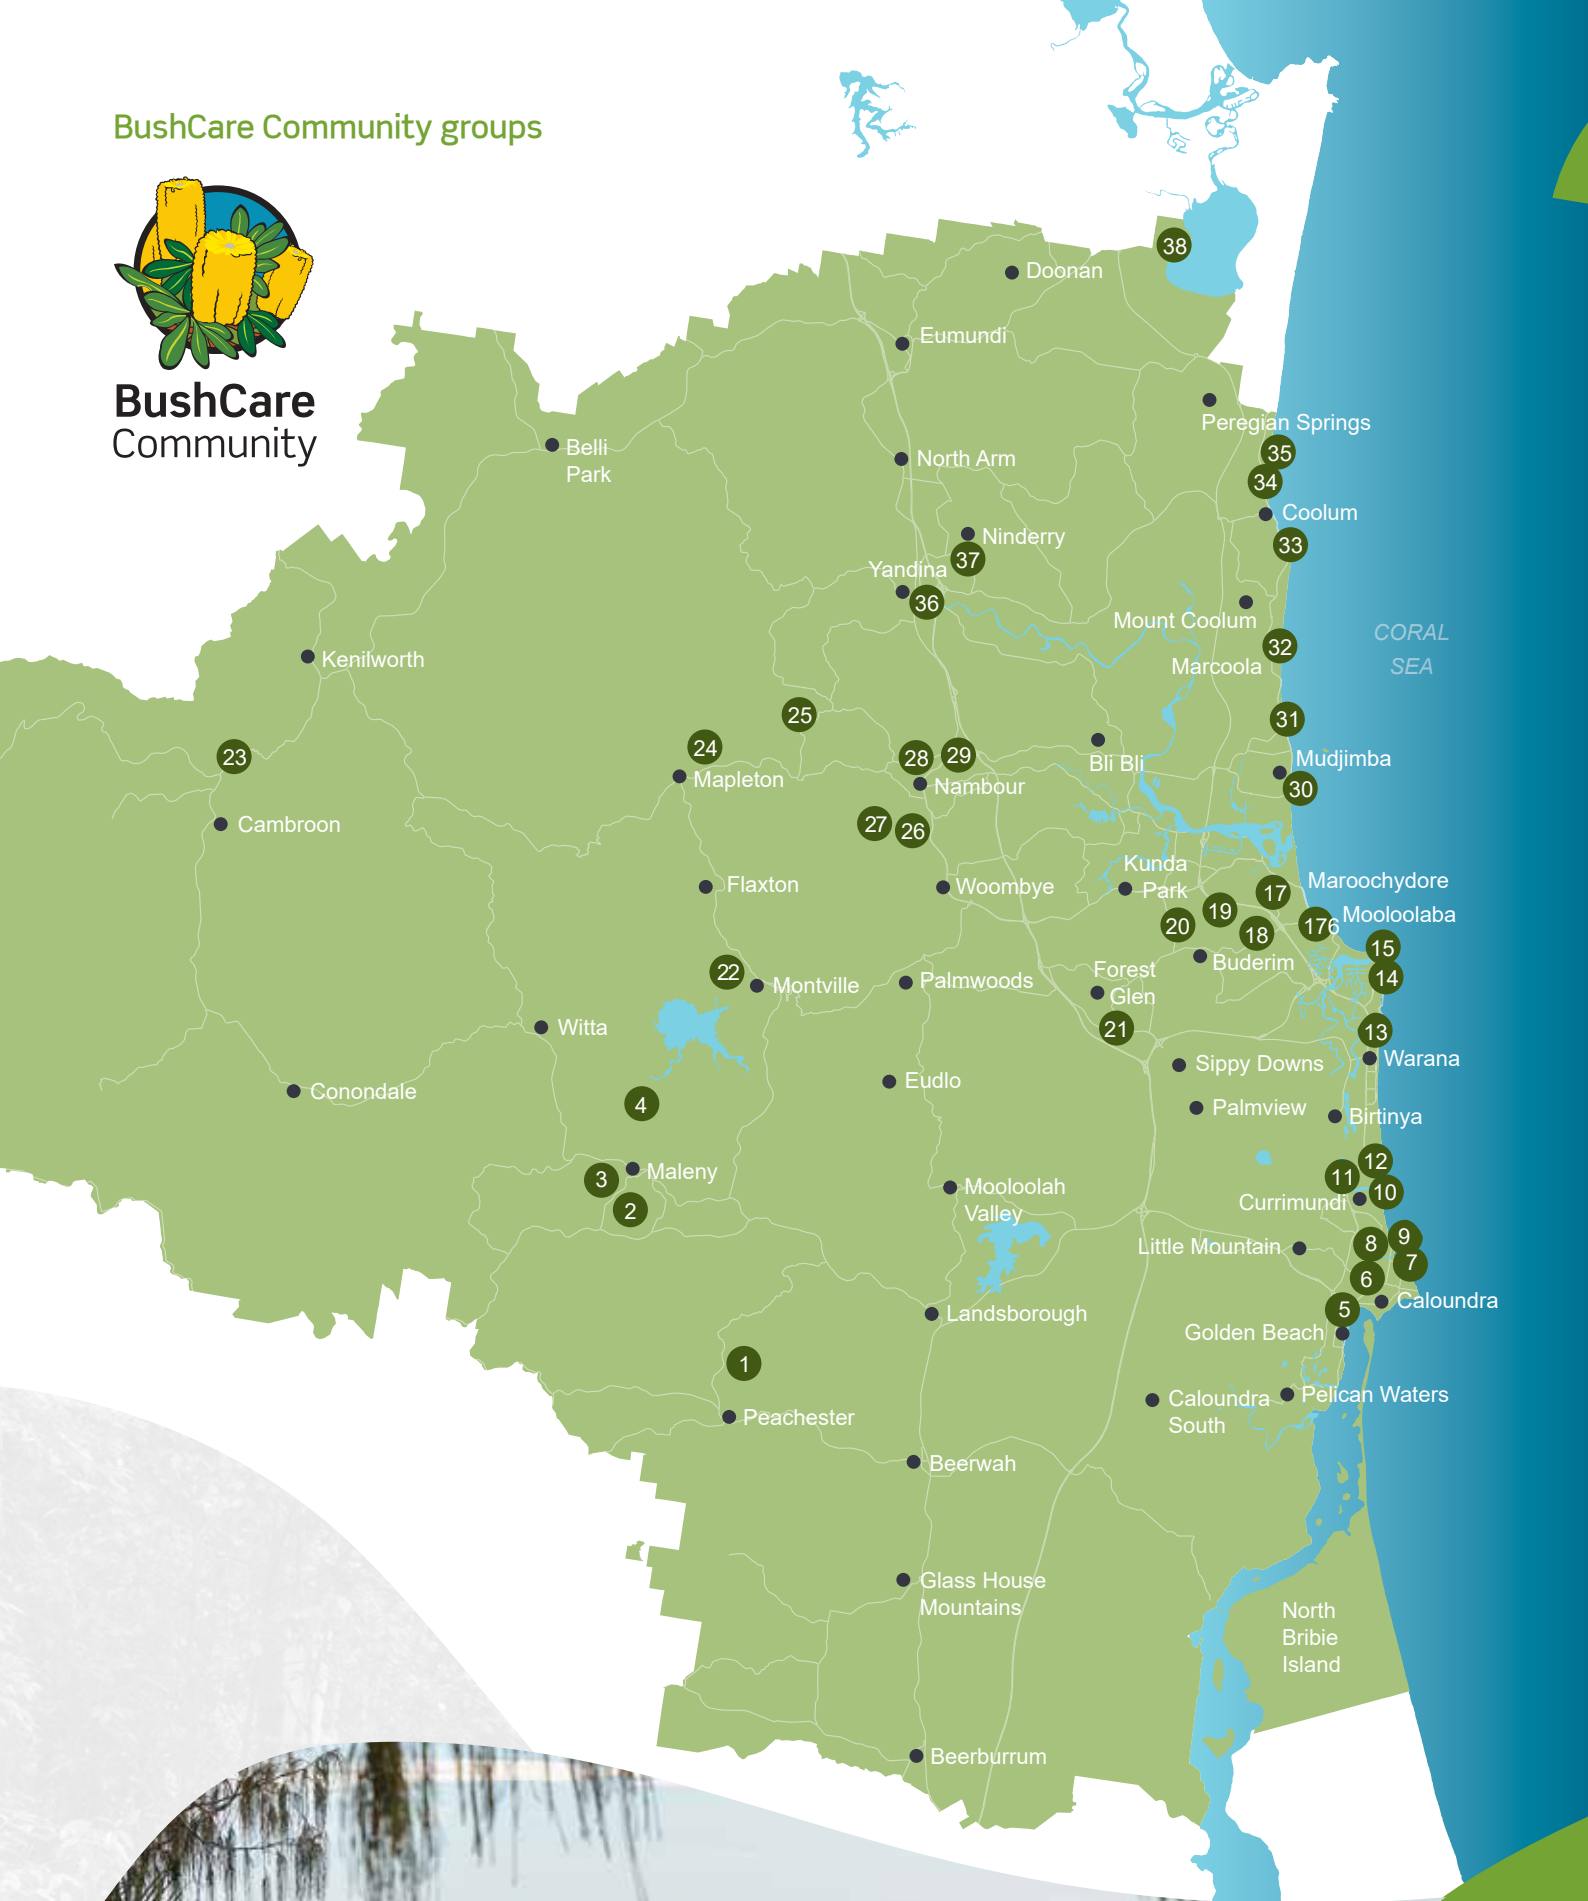 BushCare Community groups
BushCare
Community
38
Doonan
Eumundi
Peregian Springs
Belli
Park
North Arm
35
34
Coolum
Ninderry
33
37
Yandina
36
Mount Coolum
CORAL
SEA
32
Marcoola
Kenilworth
25
31
24
23
28
29
Bli Bli
Mudjimba
Mapleton
Nambour
30
Cambroon
27
26
Kunda
Park
Maroochydore
Flaxton
Woombye
17
19
Mooloolaba
20
18
176
15
22
Buderim
Forest
Glen
14
Montville
Palmwoods
Witta
21
13
Warana
Sippy Downs
Eudlo
Conondale
4
Palmview
Birtinya
3
Maleny
12
11
Mooloolah
Valley
10
2
Currimundi
8
9
Little Mountain
7
6
Caloundra
5
Landsborough
Golden Beach
1
Caloundra
South
Pelican Waters
Peachester
Beerwah
Glass House
Mountains
North
Bribie
Island
Beerburrum